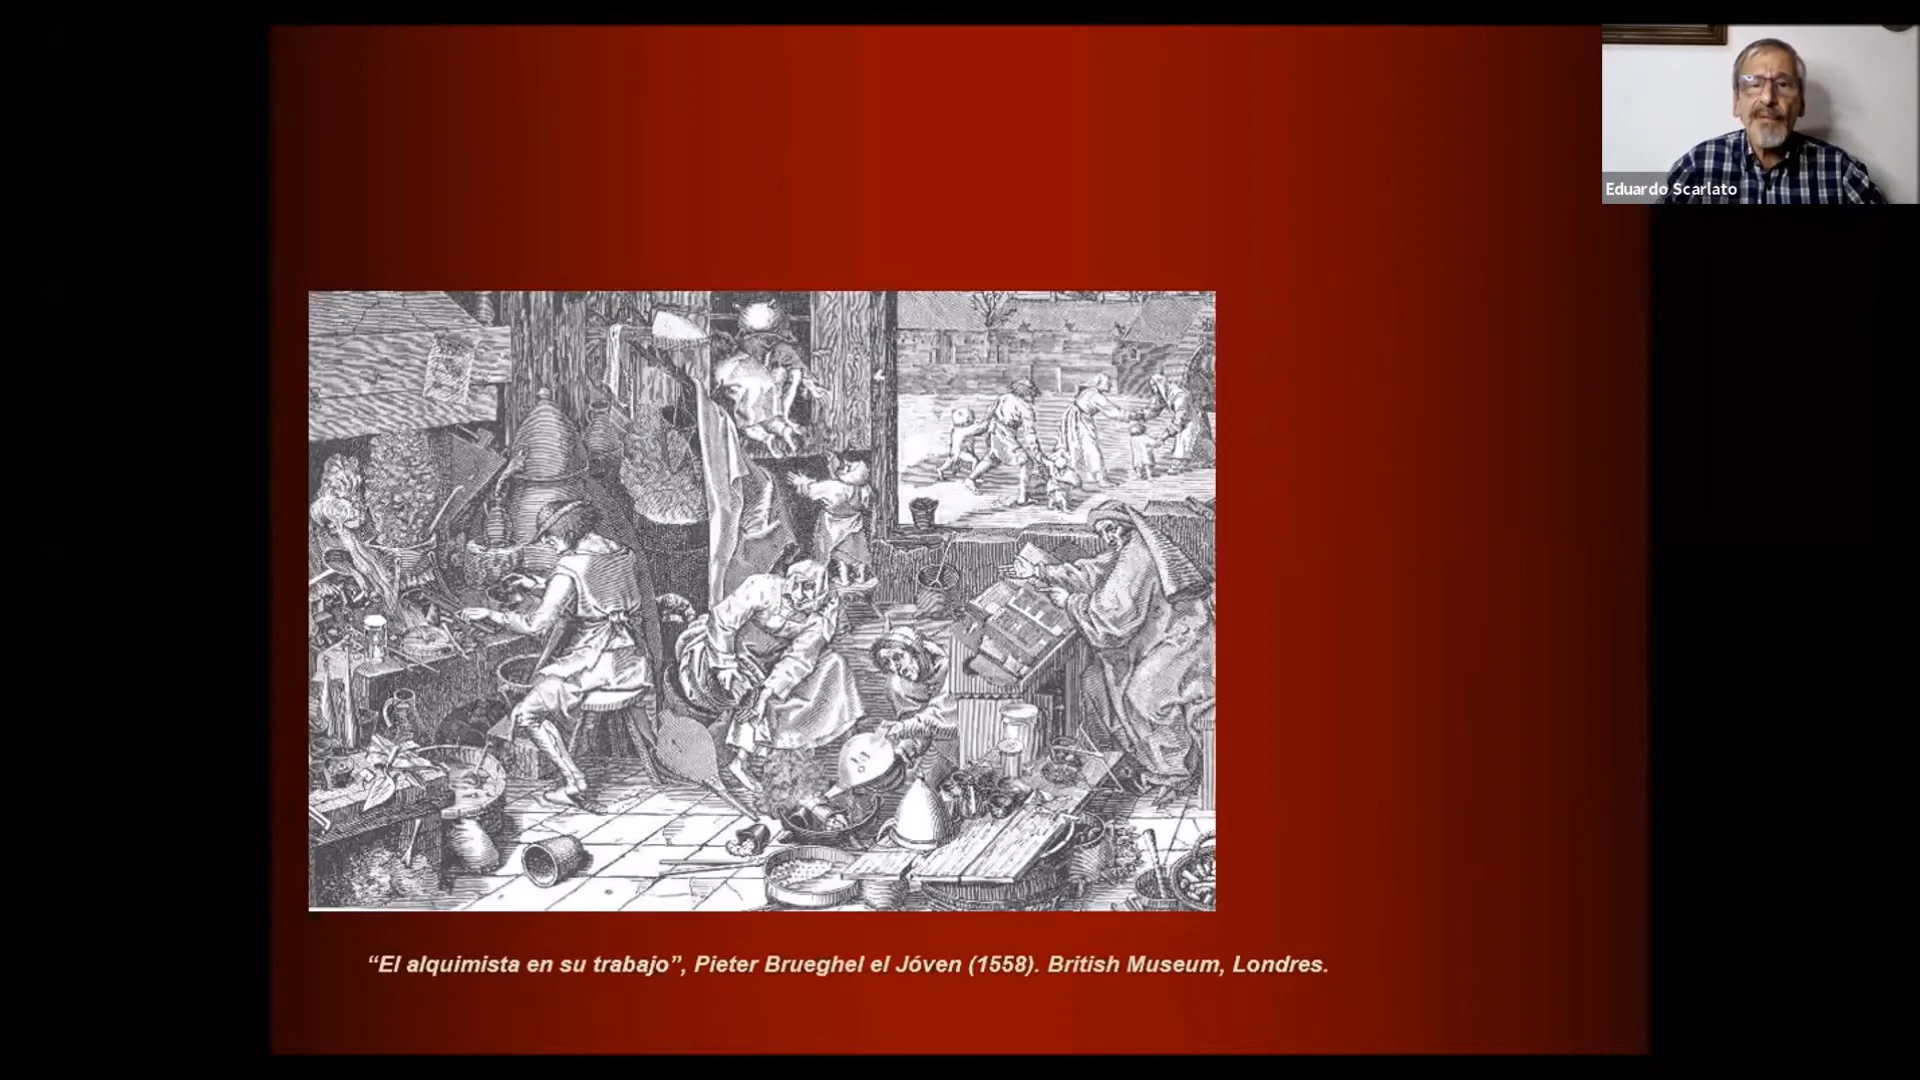 Eduardo Scarlato
“El alquimista en su trabajo”, Pieter Brueghel el Jóven (1558). British Museum, Londres.